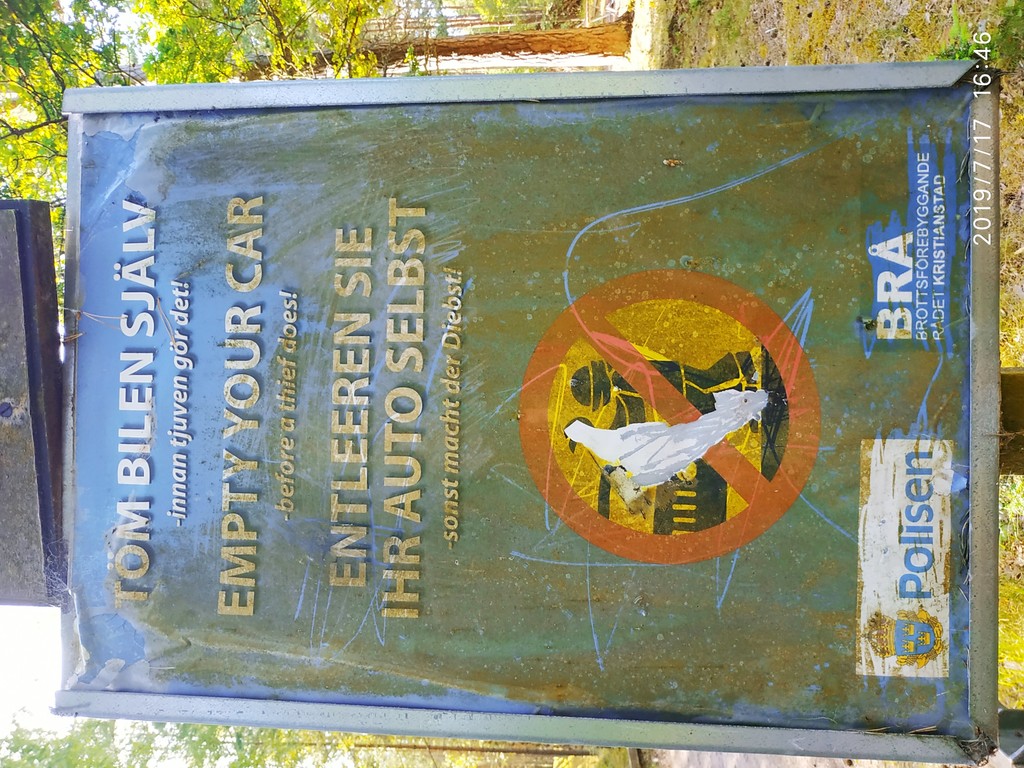 TÖM BILEN SJÄLV
-innan tjuven gör det!
EMPTY YOUR CAR
-before a thief does!
ENTLEEREN SIE
IHR AUTO SELBST
-sonst macht der Diebst!
Polisen
BRÅ
BROTTSFÖREBYGGANDE
RÅDET I KRISTIANSTAD
2019/7/17 16:46